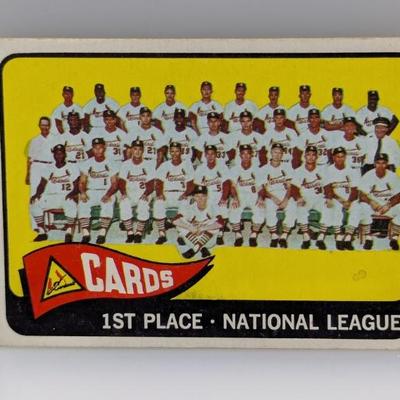 CARDS
1ST PLACE · NATIONAL LEAGUE